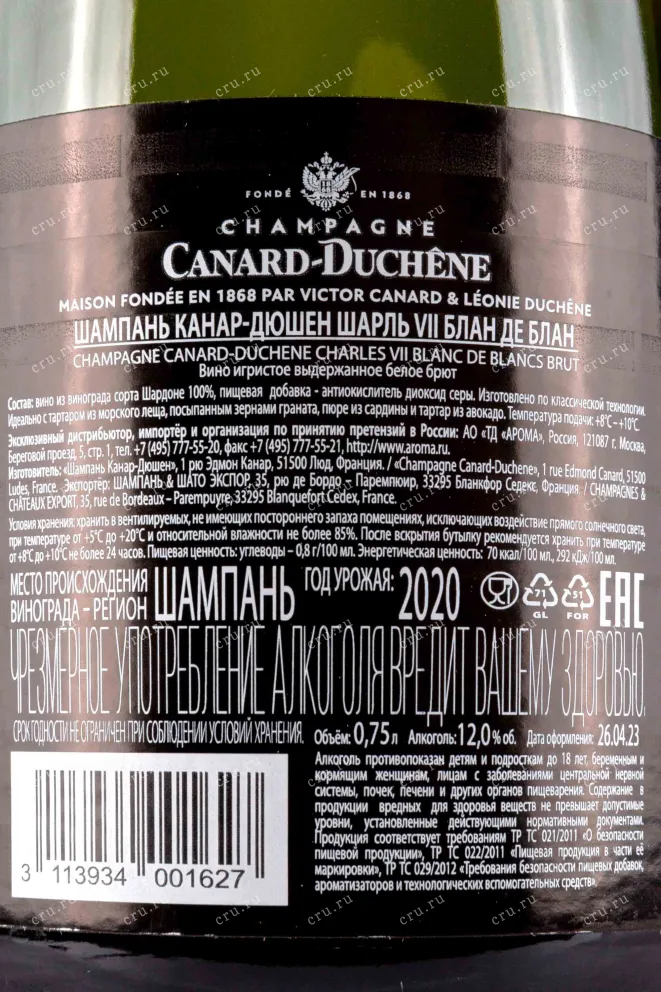 FONDÉ EN 1868
CHAMPAGNE
CANARD-DUCHÊNE
MAISON FONDÉE EN 1868 PAR VICTOR CANARD & LÉONIE DUCHÊNE
ШАМПАНЬ КАНАР-ДЮШЕН ШАРЛЬ VII БЛАН ДЕ БЛАН
CHAMPAGNE CANARD-DUCHENE CHARLES VII BLANC DE BLANCS BRUT
Вино игристое выдержанное белое брют
Состав: вино из винограда сорта Шардоне 100%, пищевая добавка - антиокислитель диоксид серы. Изготовлено по классической технологии.
Идеально с тартаром из морского леща, посыпанным зернами граната, пюре из сардины и тартар из авокадо. Температура подачи: +8°C – +10°C.
Эксклюзивный дистрибьютор, импортёр и организация по принятию претензий в России: АО «ТД «АРОМА», Россия, 121087 г. Москва,
Береговой проезд, 5, стр. 1, тел. +7 (495) 777-55-20, факс +7 (495) 777-55-21, http://www.aroma.ru.
Изготовитель: «Шампань Канар-Дюшен», 1 рю Эдмон Канар, 51500 Люд, Франция. / «Champagne Canard-Duchene», 1 rue Edmond Canard, 51500
Ludes, France. Экспортёр: ШАМПАНЬ & ШАТО ЭКСПОР, 35, рю де Бордо – Паремпюир, 33295 Бланкфор Седекс, Франция. / CHAMPAGNES &
CHÂTEAUX EXPORT, 35, rue de Bordeaux – Parempuyre, 33295 Blanquefort Cedex, France.
Условия хранения: хранить в вентилируемых, не имеющих постороннего запаха помещениях, исключающих воздействие прямого солнечного света,
при температуре от +5°C до +20°C и относительной влажности не более 85%. После вскрытия бутылку рекомендуется хранить при температуре
от +8°C до +10°C не более 24 часов. Пищевая ценность: углеводы – 0,8 г/100 мл. Энергетическая ценность: 70 ккал/100 мл., 292 кДж/100 мл.
МЕСТО ПРОИСХОЖДЕНИЯ
ВИНОГРАДА – РЕГИОН ШАМПАНЬ ГОД УРОЖАЯ: 2020
71 GL 51 FOR EAC
ЧРЕЗМЕРНОЕ УПОТРЕБЛЕНИЕ АЛКОГОЛЯ ВРЕДИТ ВАШЕМУ ЗДОРОВЬЮ.
СРОК ГОДНОСТИ НЕ ОГРАНИЧЕН ПРИ СОБЛЮДЕНИИ УСЛОВИЙ ХРАНЕНИЯ.
Объём: 0,75 л Алкоголь: 12,0% об. Дата оформления: 26.04.23
Алкоголь противопоказан детям и подросткам до 18 лет, беременным и
кормящим женщинам, лицам с заболеваниями центральной нервной
системы, почек, печени и других органов пищеварения. Содержание в
продукции вредных для здоровья веществ не превышает допустимые
уровни, установленные действующими нормативными документами.
Продукция соответствует требованиям ТР ТС 021/2011 «О безопасности
пищевой продукции», ТР ТС 022/2011 «Пищевая продукция в части её
маркировки», ТР ТС 029/2012 «Требования безопасности пищевых добавок,
ароматизаторов и технологических вспомогательных средств».
3 113934 001627
cru.ru